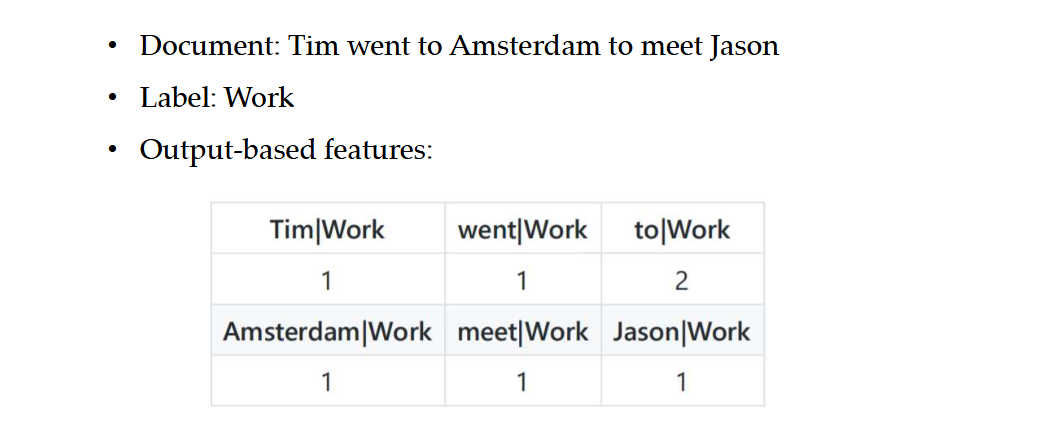 • Document: Tim went to Amsterdam to meet Jason
• Label: Work
• Output-based features:
Tim|Work went|Work to|Work
1 1 2
Amsterdam|Work meet|Work Jason|Work
1 1 1